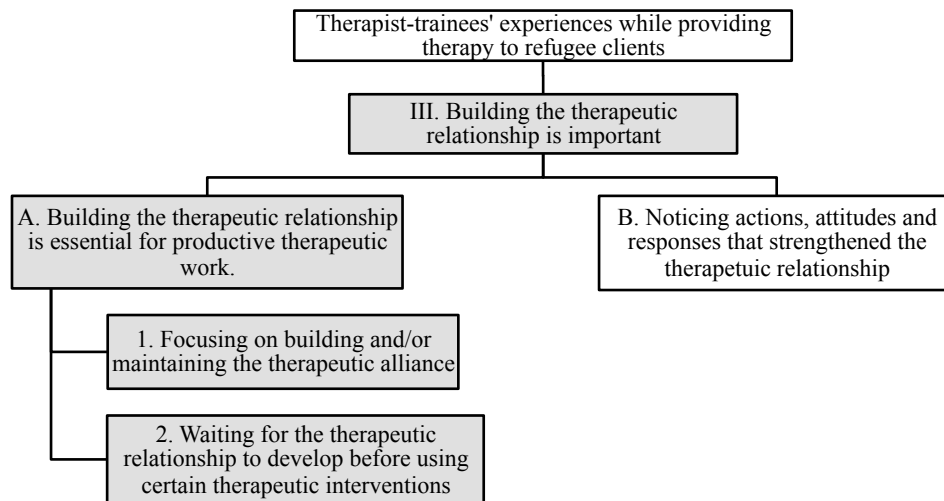 Therapist-trainees' experiences while providing
therapy to refugee clients
III. Building the therapeutic
relationship is important
A. Building the therapeutic relationship
is essential for productive therapeutic
work.
B. Noticing actions, attitudes and
responses that strengthened the
therapetuic relationship
1. Focusing on building and/or
maintaining the therapeutic alliance
2. Waiting for the therapeutic
relationship to develop before using
certain therapeutic interventions